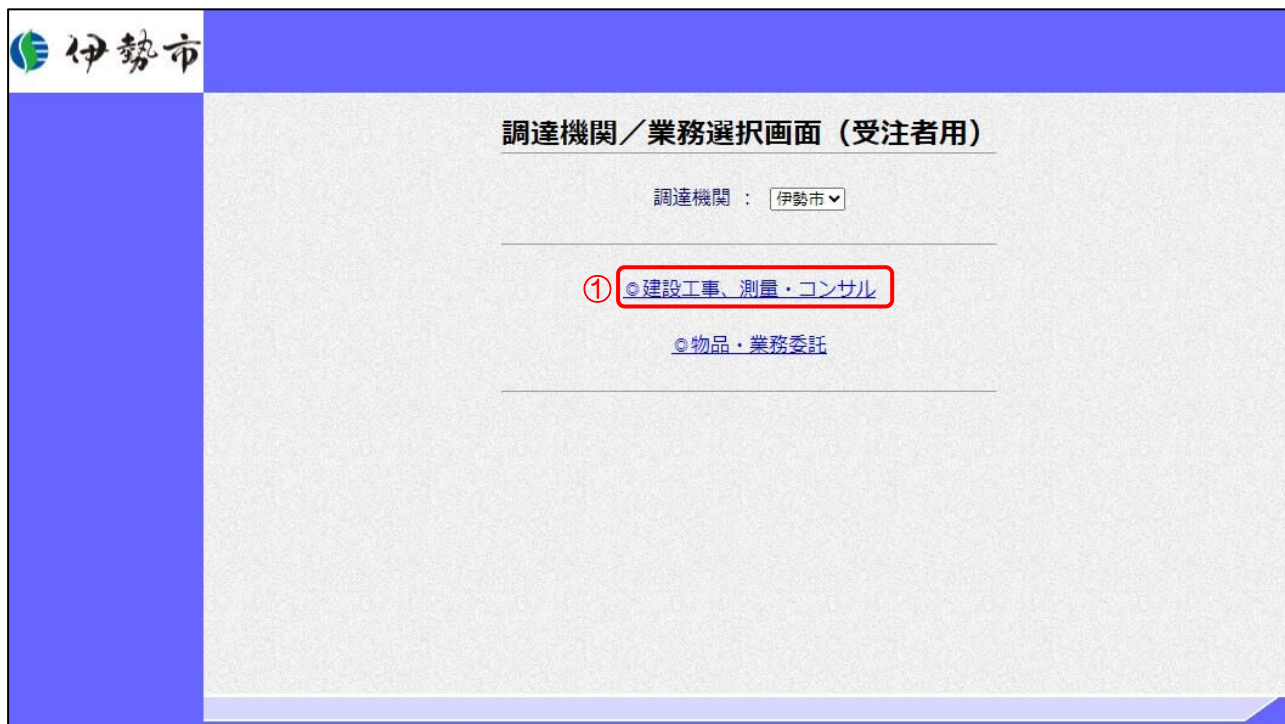 伊勢市
調達機関／業務選択画面（受注者用）
調達機関 ： 伊勢市
① ◎建設工事、測量・コンサル
◎物品・業務委託